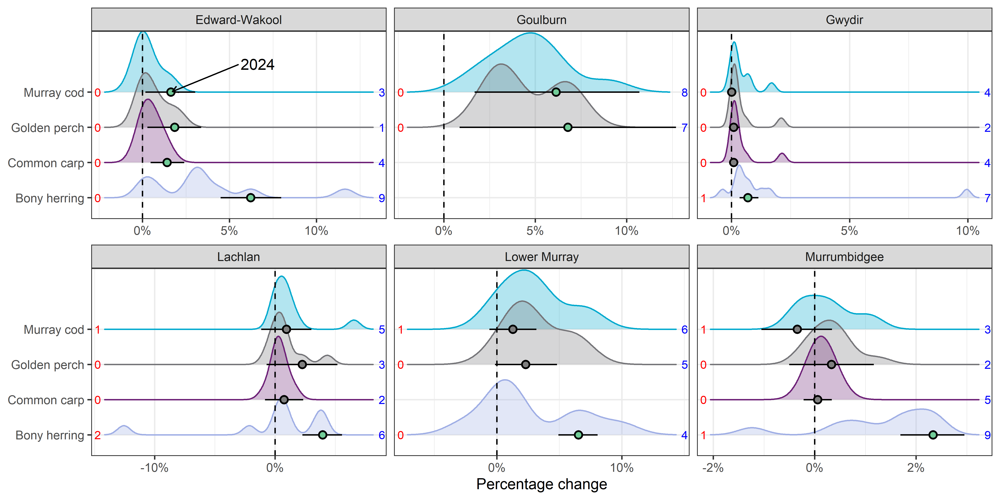 Edward-Wakool Goulburn Gwydir
2024
Murray cod 0 3 0 8 0 4
Golden perch 0 1 0 7 0 2
Common carp 0 4 0 4
Bony herring 0 9 1 7
0% 5% 10% 0% 5% 10% 0% 5% 10%
Lachlan Lower Murray Murrumbidgee
Murray cod 1 5 1 6 1 3
Golden perch 0 3 0 5 0 2
Common carp 0 2 0 5
Bony herring 2 6 0 4 1 9
-10% 0% 0% 10% -2% 0% 2%
Percentage change